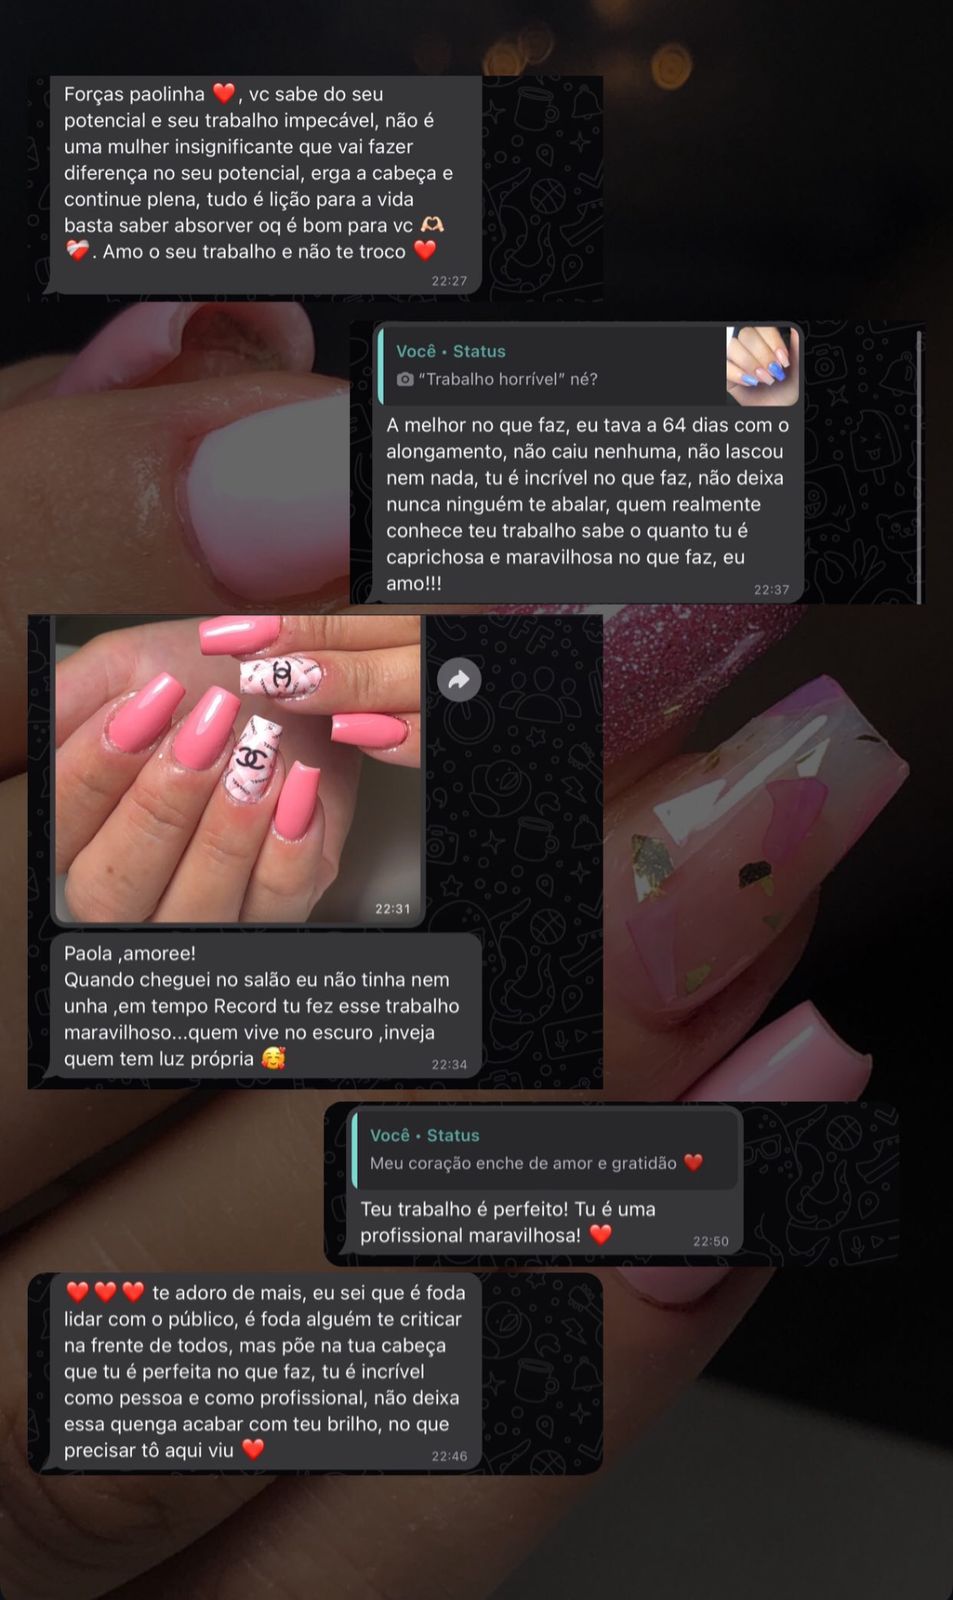 Forças paolinha ❤️, vc sabe do seu
potencial e seu trabalho impecável, não é
uma mulher insignificante que vai fazer
diferença no seu potencial, erga a cabeça e
continue plena, tudo é lição para a vida
basta saber absorver oq é bom para vc 🫶🏼
❤️‍🩹. Amo o seu trabalho e não te troco ❤️
22:27
Você • Status
“Trabalho horrível” né?
A melhor no que faz, eu tava a 64 dias com o
alongamento, não caiu nenhuma, não lascou
nem nada, tu é incrível no que faz, não deixa
nunca ninguém te abalar, quem realmente
conhece teu trabalho sabe o quanto tu é
caprichosa e maravilhosa no que faz, eu
amo!!!
22:37
22:31
Paola ,amoree!
Quando cheguei no salão eu não tinha nem
unha ,em tempo Record tu fez esse trabalho
maravilhoso...quem vive no escuro ,inveja
quem tem luz própria 🥰
22:34
Você • Status
Meu coração enche de amor e gratidão ❤️
Teu trabalho é perfeito! Tu é uma
profissional maravilhosa! ❤️
22:50
❤️❤️❤️ te adoro de mais, eu sei que é foda
lidar com o público, é foda alguém te criticar
na frente de todos, mas põe na tua cabeça
que tu é perfeita no que faz, tu é incrível
como pessoa e como profissional, não deixa
essa quenga acabar com teu brilho, no que
precisar tô aqui viu ❤️
22:46